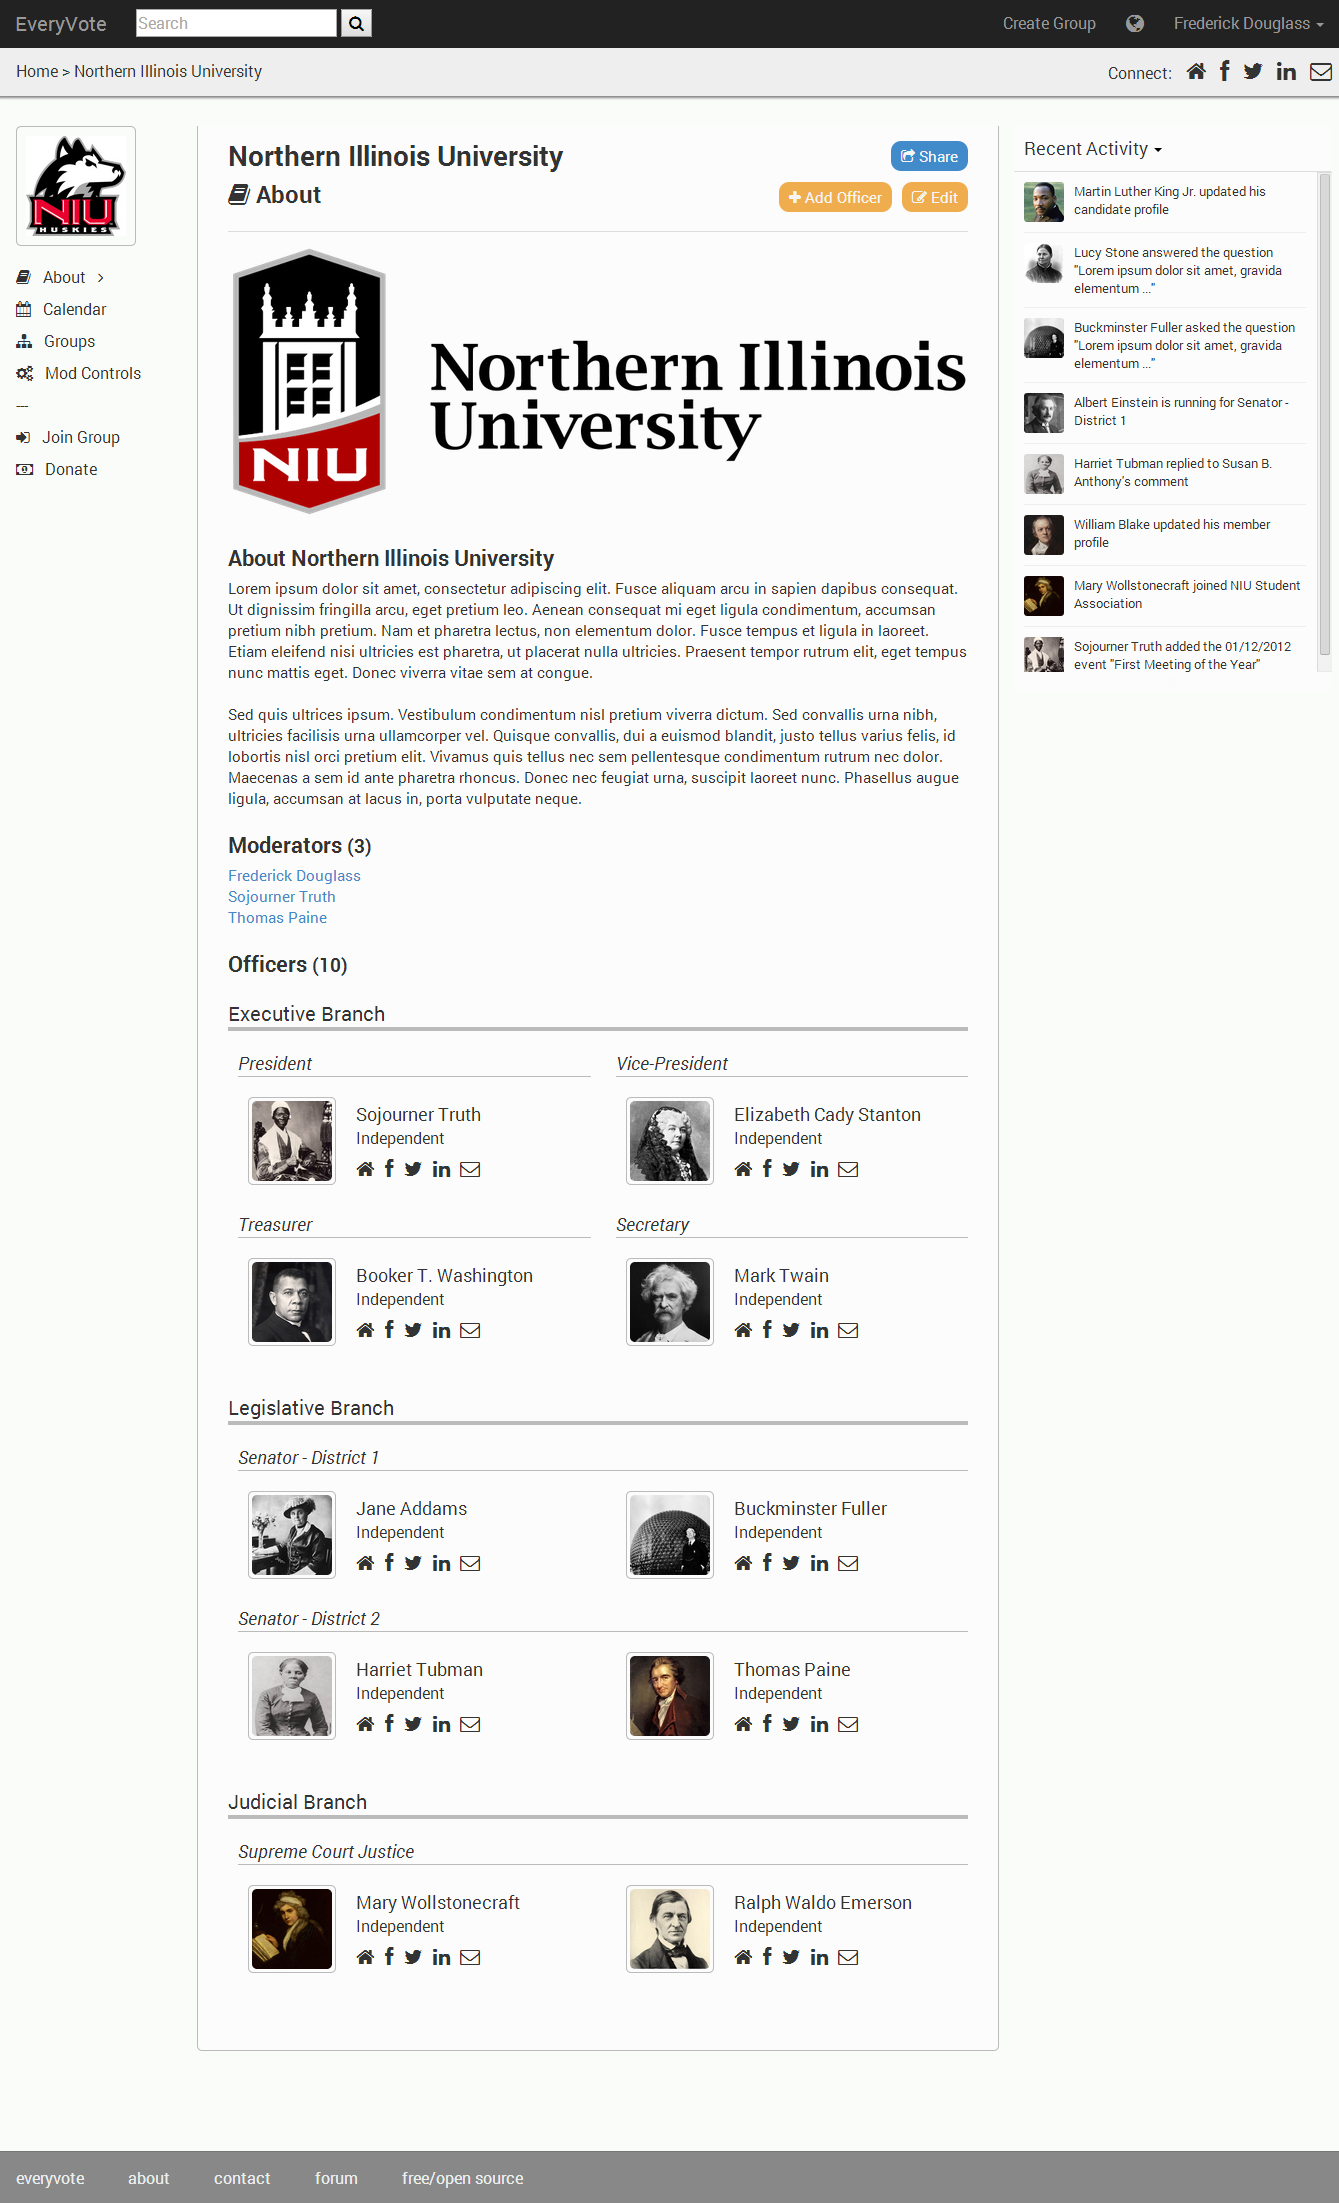 EveryVote
Search
Create Group
Frederick Douglass
Home > Northern Illinois University
Connect:
NIU
HUSKIES
About
Calendar
Groups
Mod Controls
---
Join Group
Donate
Northern Illinois University
Share
About
Add Officer
Edit
NIU
Northern Illinois
University
About Northern Illinois University
Lorem ipsum dolor sit amet, consectetur adipiscing elit. Fusce aliquam arcu in sapien dapibus consequat.
Ut dignissim fringilla arcu, eget pretium leo. Aenean consequat mi eget ligula condimentum, accumsan
pretium nibh pretium. Nam et pharetra lectus, non elementum dolor. Fusce tempus et ligula in laoreet.
Etiam eleifend nisi ultricies est pharetra, ut placerat nulla ultricies. Praesent tempor rutrum elit, eget tempus
nunc mattis eget. Donec viverra vitae sem at congue.
Sed quis ultrices ipsum. Vestibulum condimentum nisl pretium viverra dictum. Sed convallis urna nibh,
ultricies facilisis urna ullamcorper vel. Quisque convallis, dui a euismod blandit, justo tellus varius felis, id
lobortis nisl orci pretium elit. Vivamus quis tellus nec sem pellentesque condimentum rutrum nec dolor.
Maecenas a sem id ante pharetra rhoncus. Donec nec feugiat urna, suscipit laoreet nunc. Phasellus augue
ligula, accumsan at lacus in, porta vulputate neque.
Moderators (3)
Frederick Douglass
Sojourner Truth
Thomas Paine
Officers (10)
Executive Branch
President
Sojourner Truth
Independent
Vice-President
Elizabeth Cady Stanton
Independent
Treasurer
Booker T. Washington
Independent
Secretary
Mark Twain
Independent
Legislative Branch
Senator - District 1
Jane Addams
Independent
Buckminster Fuller
Independent
Senator - District 2
Harriet Tubman
Independent
Thomas Paine
Independent
Judicial Branch
Supreme Court Justice
Mary Wollstonecraft
Independent
Ralph Waldo Emerson
Independent
Recent Activity
Martin Luther King Jr. updated his
candidate profile
Lucy Stone answered the question
"Lorem ipsum dolor sit amet, gravida
elementum ..."
Buckminster Fuller asked the question
"Lorem ipsum dolor sit amet, gravida
elementum ..."
Albert Einstein is running for Senator -
District 1
Harriet Tubman replied to Susan B.
Anthony's comment
William Blake updated his member
profile
Mary Wollstonecraft joined NIU Student
Association
Sojourner Truth added the 01/12/2012
event "First Meeting of the Year"
everyvote
about
contact
forum
free/open source